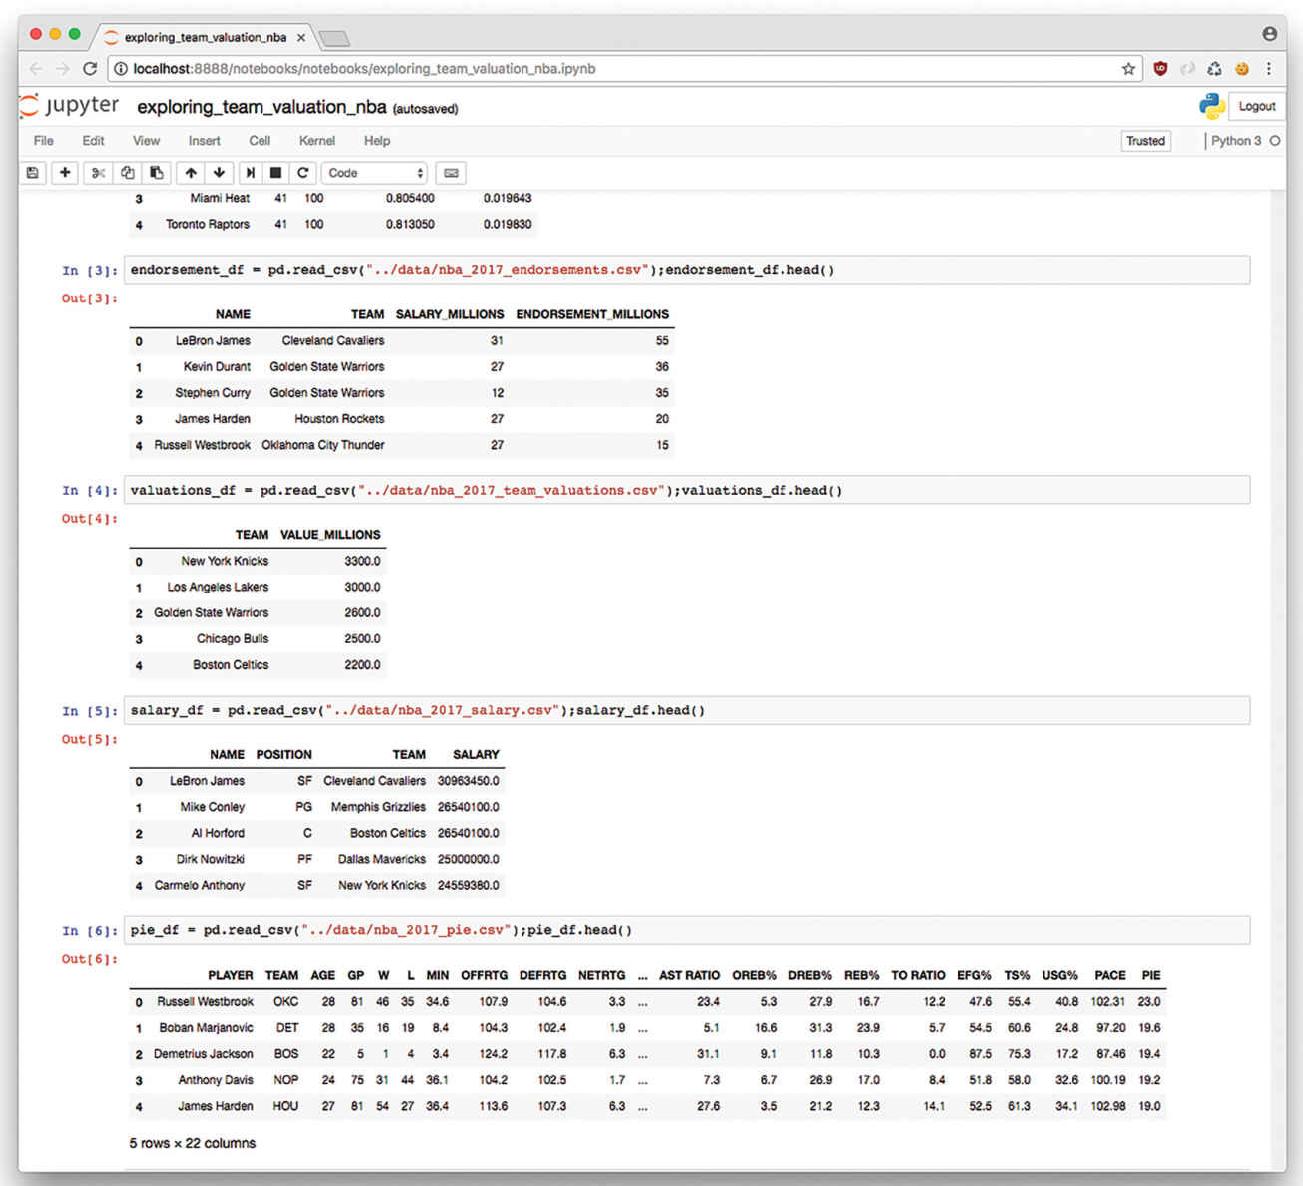 exploring_team_valuation_nba ×
localhost:8888/notebooks/notebooks/exploring_team_valuation_nba.ipynb
jupyter exploring_team_valuation_nba (autosaved) Logout
File Edit View Insert Cell Kernel Help Trusted Python 3
Code
3 Miami Heat 41 100 0.805400 0.019643
4 Toronto Raptors 41 100 0.813050 0.019830
In [3]: endorsement_df = pd.read_csv("../data/nba_2017_endorsements.csv");endorsement_df.head()
Out[3]:
NAME TEAM SALARY_MILLIONS ENDORSEMENT_MILLIONS
0 LeBron James Cleveland Cavaliers 31 55
1 Kevin Durant Golden State Warriors 27 36
2 Stephen Curry Golden State Warriors 12 35
3 James Harden Houston Rockets 27 20
4 Russell Westbrook Oklahoma City Thunder 27 15
In [4]: valuations_df = pd.read_csv("../data/nba_2017_team_valuations.csv");valuations_df.head()
Out[4]:
TEAM VALUE_MILLIONS
0 New York Knicks 3300.0
1 Los Angeles Lakers 3000.0
2 Golden State Warriors 2600.0
3 Chicago Bulls 2500.0
4 Boston Celtics 2200.0
In [5]: salary_df = pd.read_csv("../data/nba_2017_salary.csv");salary_df.head()
Out[5]:
NAME POSITION TEAM SALARY
0 LeBron James SF Cleveland Cavaliers 30963450.0
1 Mike Conley PG Memphis Grizzlies 26540100.0
2 Al Horford C Boston Celtics 26540100.0
3 Dirk Nowitzki PF Dallas Mavericks 25000000.0
4 Carmelo Anthony SF New York Knicks 24559380.0
In [6]: pie_df = pd.read_csv("../data/nba_2017_pie.csv");pie_df.head()
Out[6]:
PLAYER TEAM AGE GP W L MIN OFFRTG DEFRTG NETRTG ... AST RATIO OREB% DREB% REB% TO RATIO EFG% TS% USG% PACE PIE
0 Russell Westbrook OKC 28 81 46 35 34.6 107.9 104.6 3.3 ... 23.4 5.3 27.9 16.7 12.2 47.6 55.4 40.8 102.31 23.0
1 Boban Marjanovic DET 28 35 16 19 8.4 104.3 102.4 1.9 ... 5.1 16.6 31.3 23.9 5.7 54.5 60.6 24.8 97.20 19.6
2 Demetrius Jackson BOS 22 5 1 4 3.4 124.2 117.8 6.3 ... 31.1 9.1 11.8 10.3 0.0 87.5 75.3 17.2 87.46 19.4
3 Anthony Davis NOP 24 75 31 44 36.1 104.2 102.5 1.7 ... 7.3 6.7 26.9 17.0 8.4 51.8 58.0 32.6 100.19 19.2
4 James Harden HOU 27 81 54 27 36.4 113.6 107.3 6.3 ... 27.6 3.5 21.2 12.3 14.1 52.5 61.3 34.1 102.98 19.0
5 rows × 22 columns